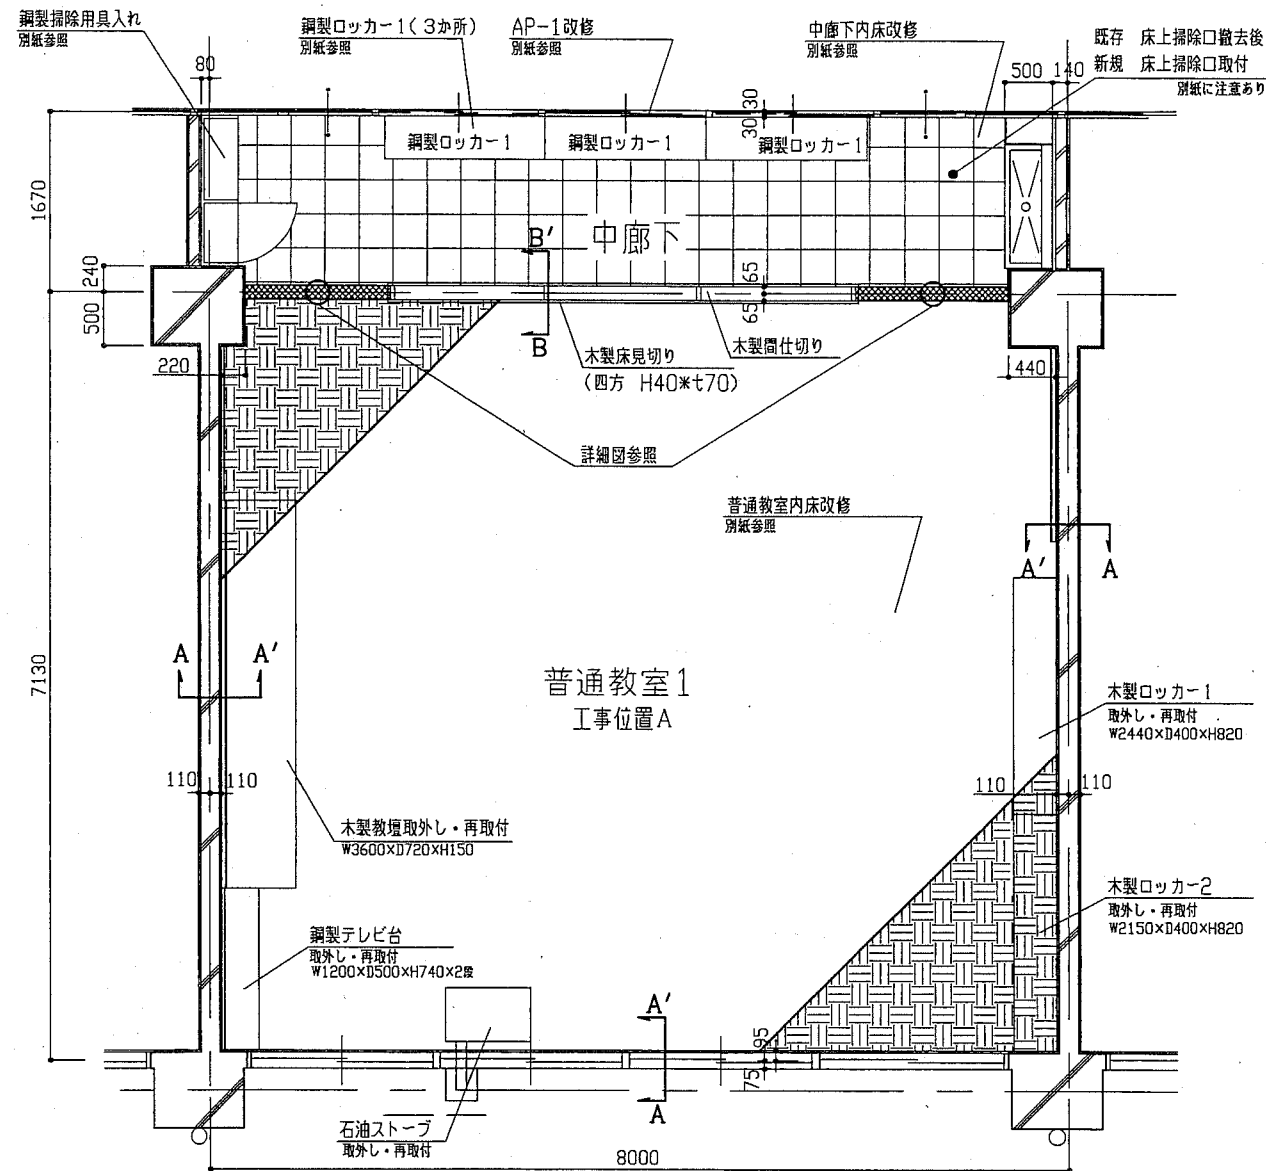 鋼製掃除用具入れ
別紙参照
鋼製ロッカー1(3か所)
別紙参照
AP-1改修
別紙参照
中廊下内床改修
別紙参照
既存 床上掃除口撤去後
新規 床上掃除口取付
別紙に注意あり
80
500 140
30
30
鋼製ロッカー1
鋼製ロッカー1
鋼製ロッカー1
1670
中廊下
B'
B
240
500
65
65
220
木製床見切り
(四方 H40*t70)
木製間仕切り
440
詳細図参照
普通教室内床改修
別紙参照
A'
A
A
A'
7130
普通教室1
工事位置A
木製ロッカー1
取外し・再取付
W2440×D400×H820
110
110
110
110
木製教壇取外し・再取付
W3600×D720×H150
木製ロッカー2
取外し・再取付
W2150×D400×H820
鋼製テレビ台
取外し・再取付
W1200×D500×H740×2段
A'
A
95
75
石油ストーブ
取外し・再取付
8000